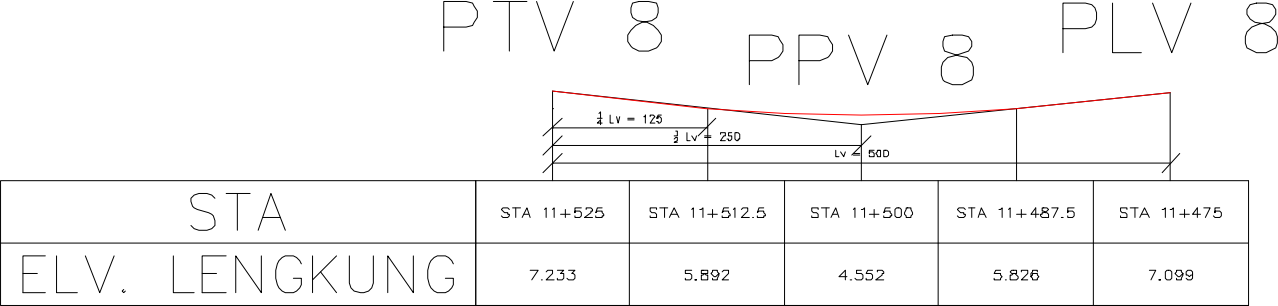 PTV 8
PPV 8
PLV 8
1/4 Lv = 125
1/2 Lv = 250
Lv = 500
STA STA 11+525 STA 11+512.5 STA 11+500 STA 11+487.5 STA 11+475
ELV. LENGKUNG 7.233 5.892 4.552 5.826 7.099